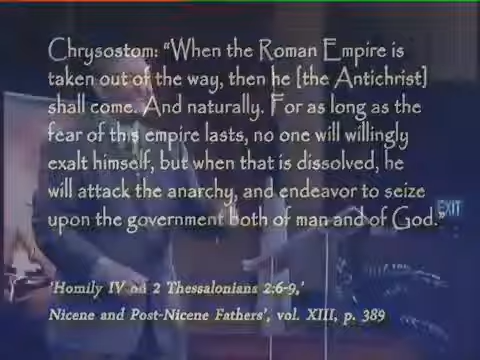 Chrysostom: “When the Roman Empire is
taken out of the way, then he [the Antichrist]
shall come. And naturally. For as long as the
fear of this empire lasts, no one will willingly
exalt himself, but when that is dissolved, he
will attack the anarchy, and endeavor to seize
upon the government both of man and of God.”
EXIT
'Homily IV on 2 Thessalonians 2:6-9,'
Nicene and Post-Nicene Fathers', vol. XIII, p. 389